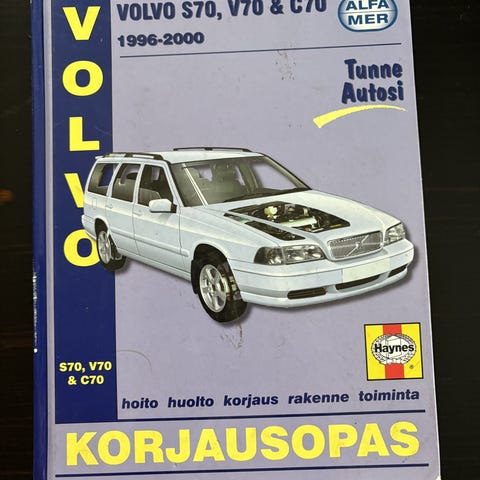 VOLVO
VOLVO S70, V70 & C70
1996-2000
ALFA
MER
Tunne
Autosi
S70, V70
& C70
Haynes
®
hoito huolto korjaus rakenne toiminta
KORJAUSOPAS